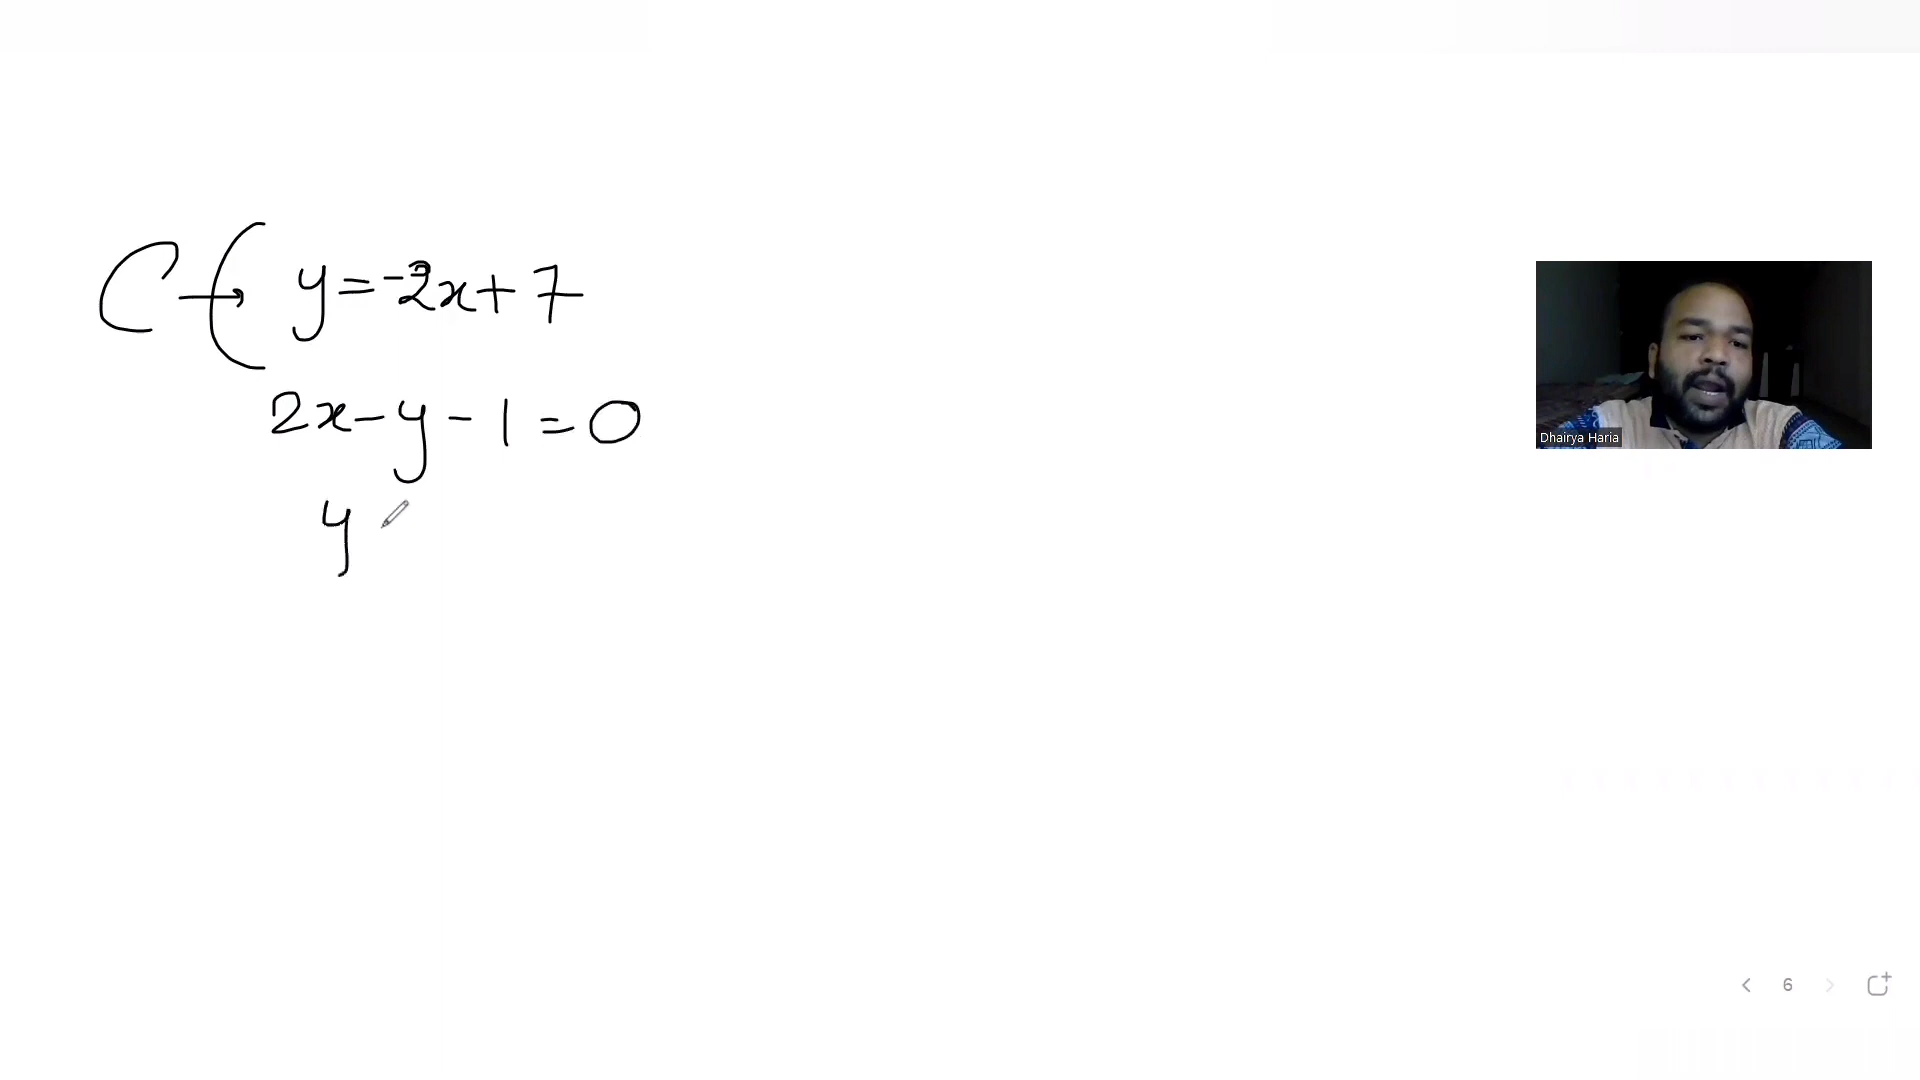 C → ( y = -2x + 7
2x - y - 1 = 0
y
Dhairya Haria
6